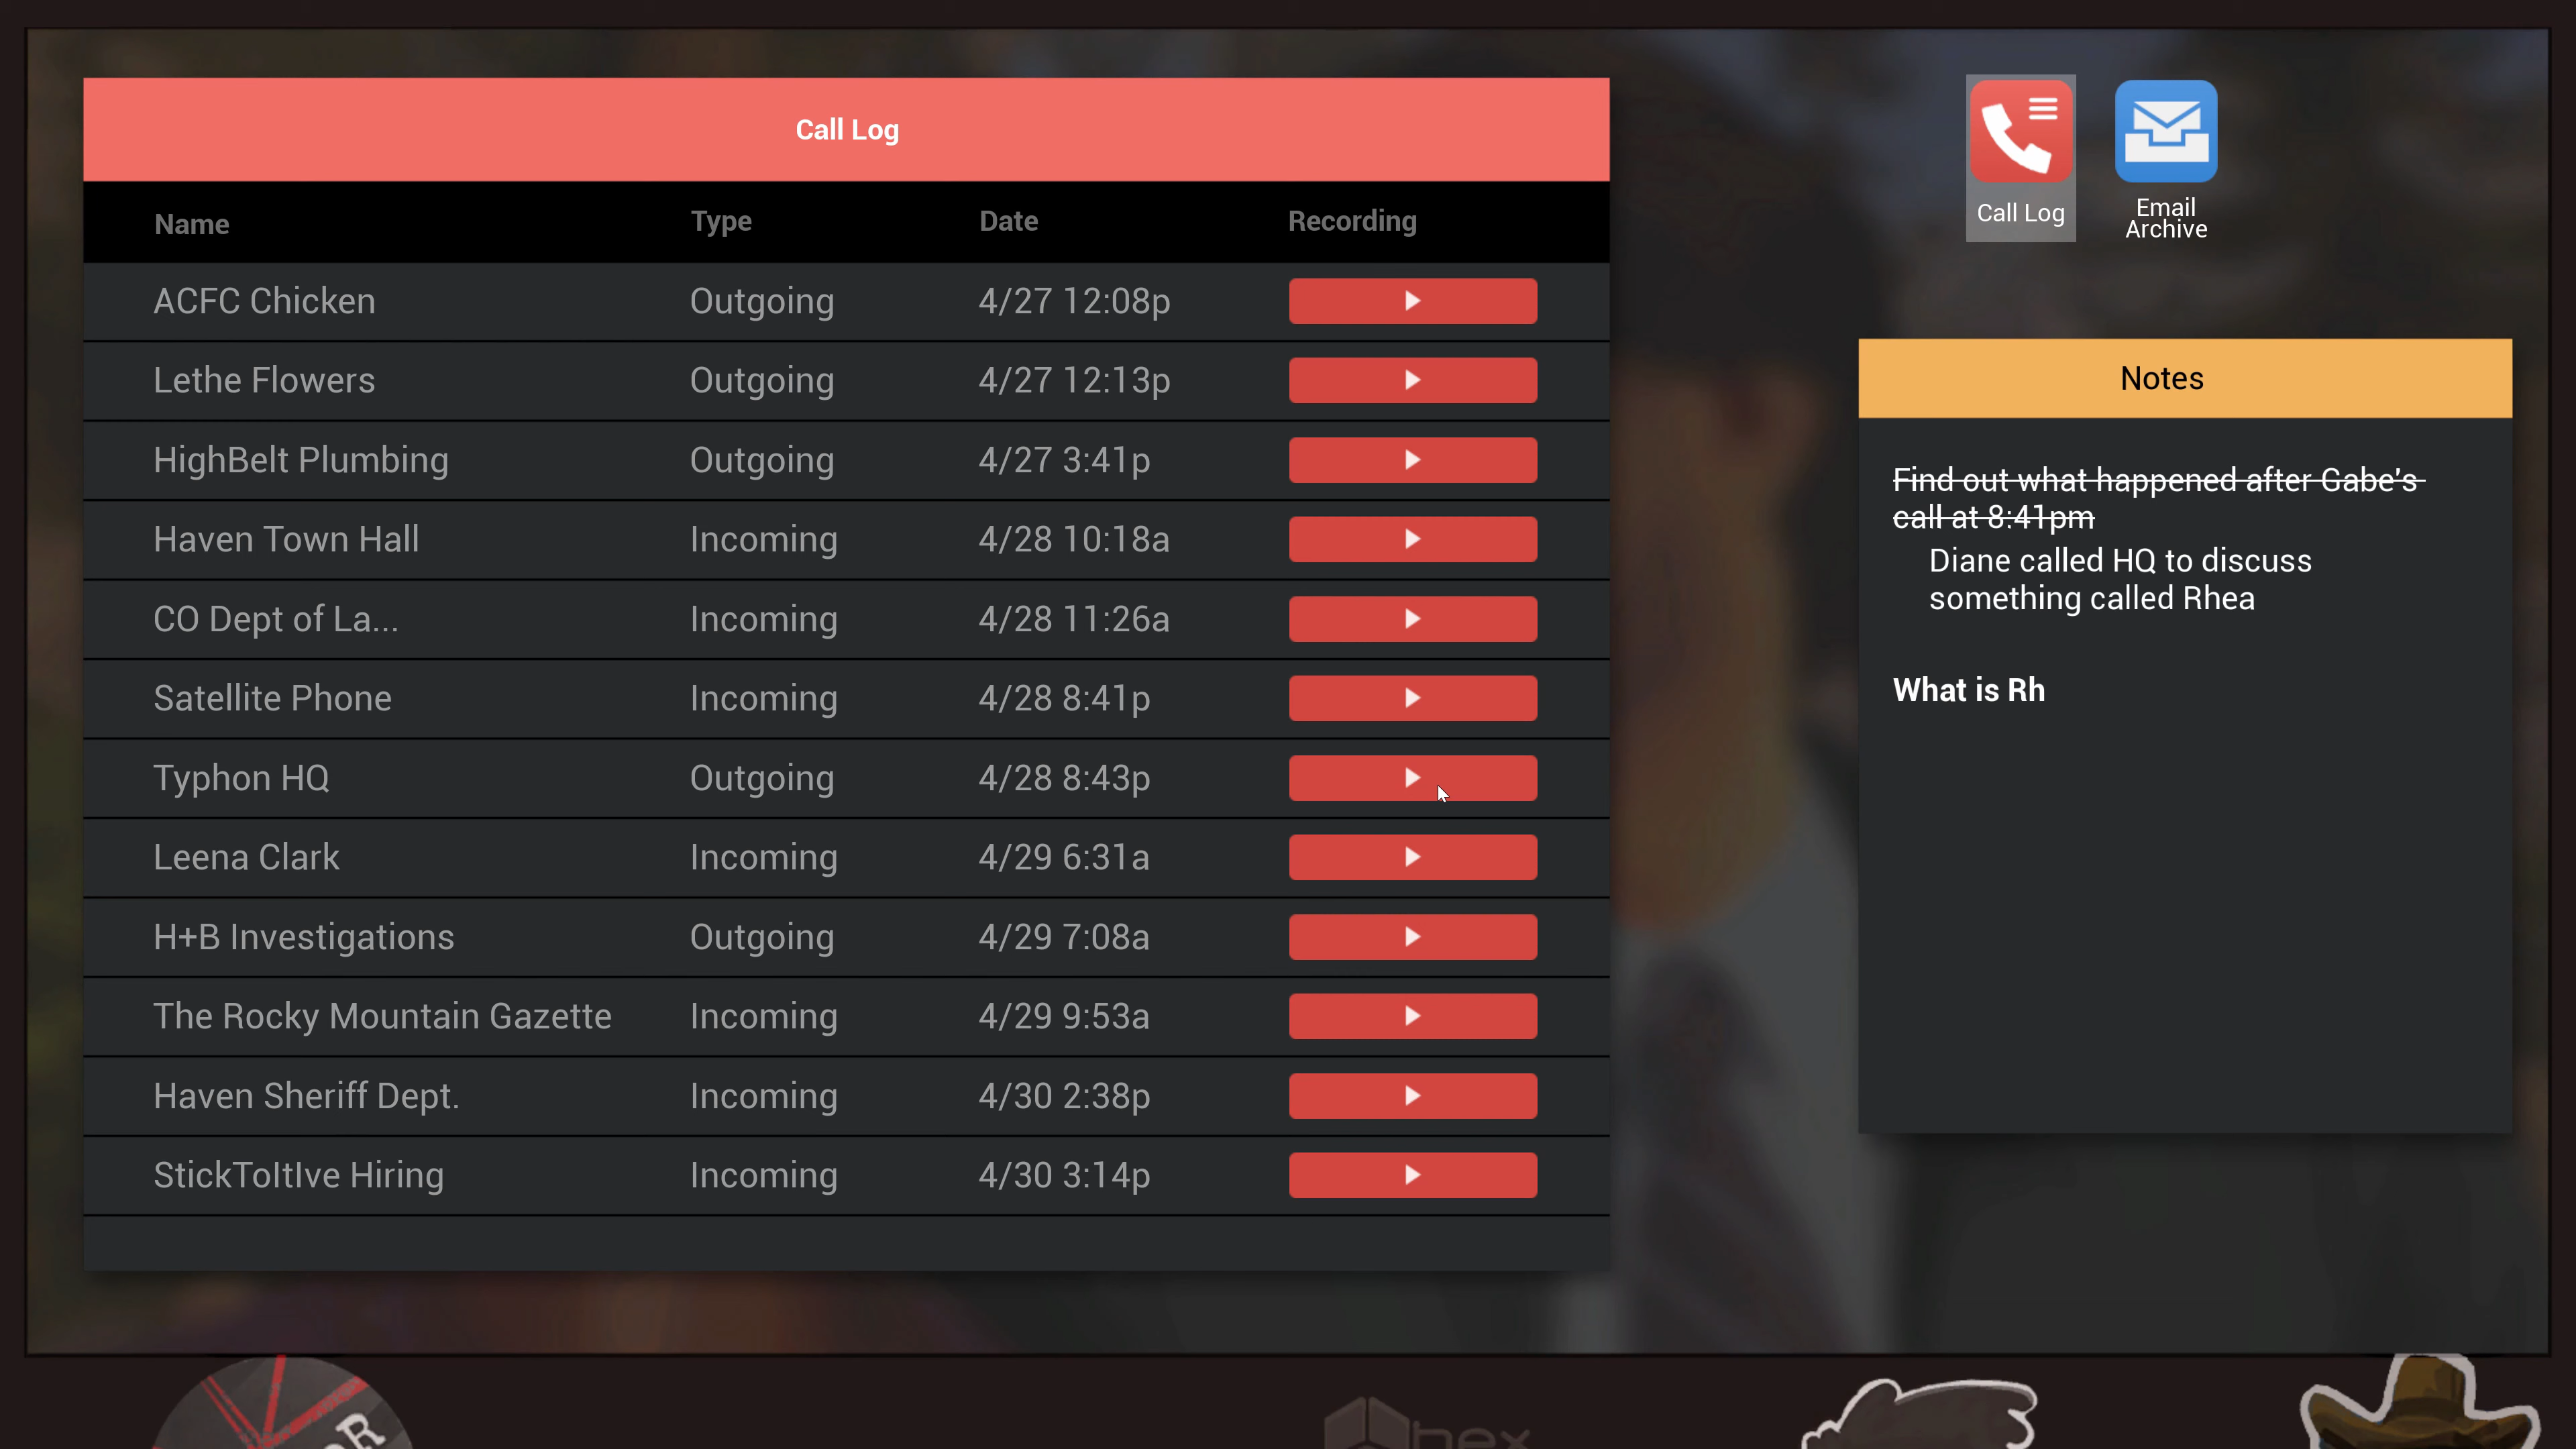 Call Log
Name Type Date Recording
ACFC Chicken Outgoing 4/27 12:08p
Lethe Flowers Outgoing 4/27 12:13p
HighBelt Plumbing Outgoing 4/27 3:41p
Haven Town Hall Incoming 4/28 10:18a
CO Dept of La... Incoming 4/28 11:26a
Satellite Phone Incoming 4/28 8:41p
Typhon HQ Outgoing 4/28 8:43p
Leena Clark Incoming 4/29 6:31a
H+B Investigations Outgoing 4/29 7:08a
The Rocky Mountain Gazette Incoming 4/29 9:53a
Haven Sheriff Dept. Incoming 4/30 2:38p
StickToItIve Hiring Incoming 4/30 3:14p
Call Log
Email
Archive
Notes
Find out what happened after Gabe's
call at 8:41pm
Diane called HQ to discuss
something called Rhea
What is Rh
hex